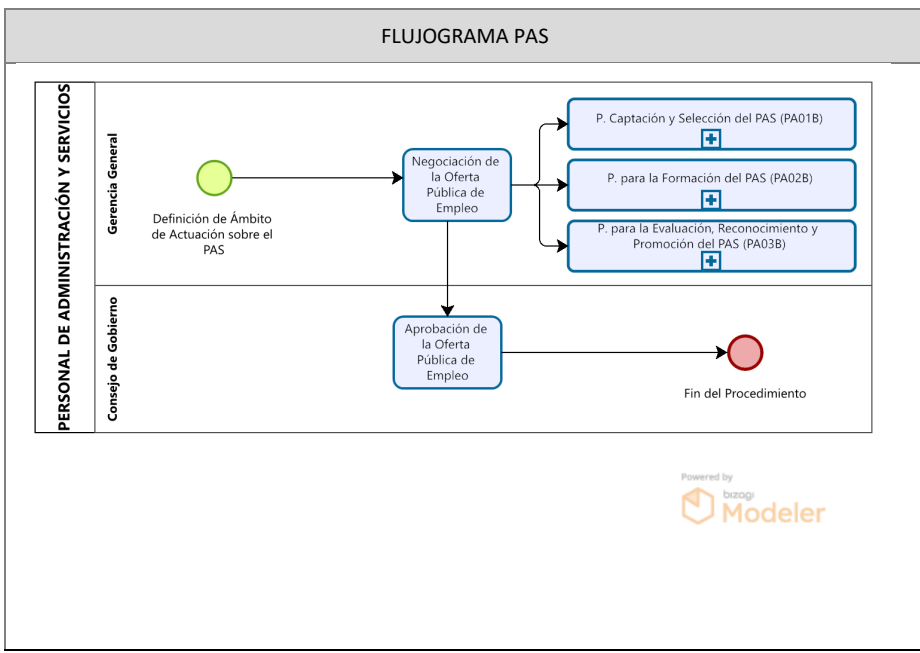 FLUJOGRAMA PAS
PERSONAL DE ADMINISTRACIÓN Y SERVICIOS
Gerencia General
Definición de Ámbito
de Actuación sobre el
PAS
Negociación de
la Oferta
Pública de
Empleo
P. Captación y Selección del PAS (PA01B)
P. para la Formación del PAS (PA02B)
P. para la Evaluación, Reconocimiento y
Promoción del PAS (PA03B)
Consejo de Gobierno
Aprobación de
la Oferta
Pública de
Empleo
Fin del Procedimiento
Powered by
bizagi
Modeler